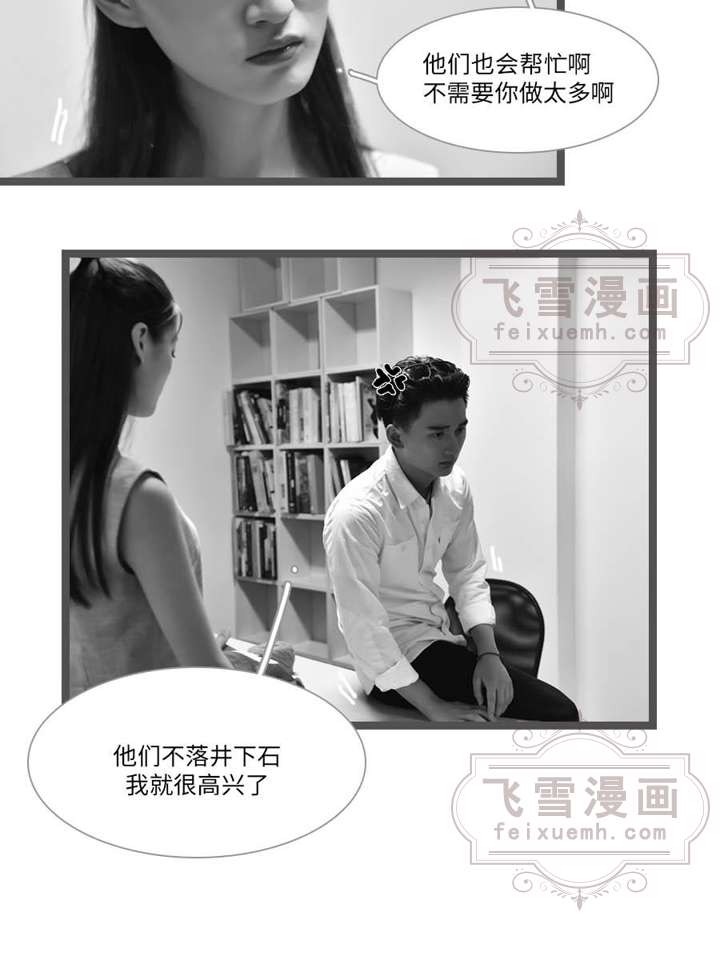 他们也会帮忙啊
不需要你做太多啊
飞雪漫画
feixuemh.com
他们不落井下石
我就很高兴了
飞雪漫画
feixuemh.com